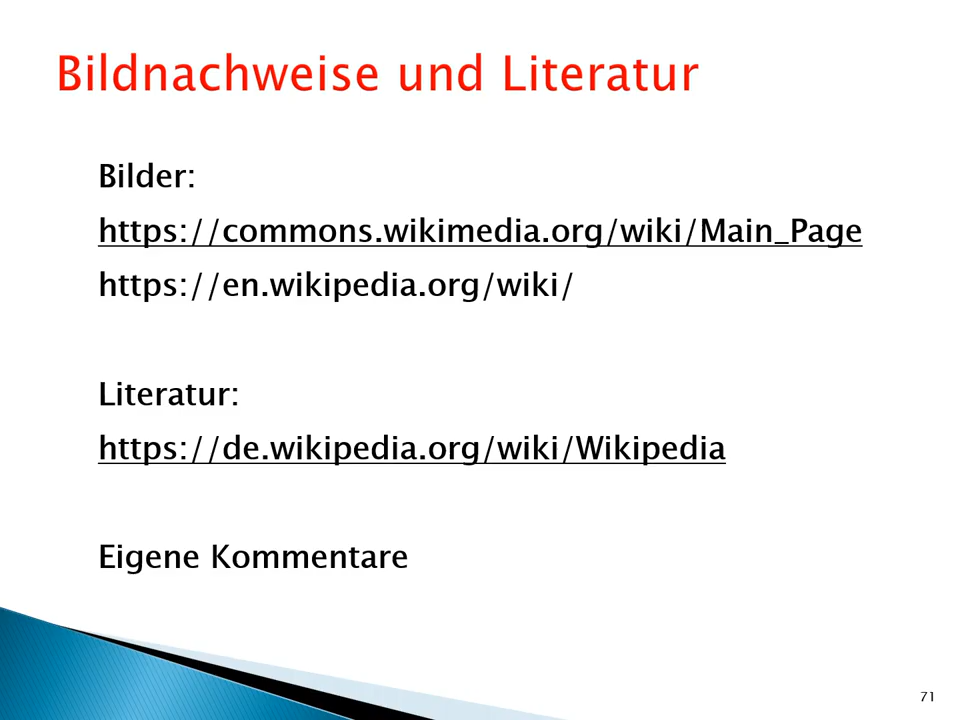 Bildnachweise und Literatur
Bilder:
https://commons.wikimedia.org/wiki/Main_Page
https://en.wikipedia.org/wiki/
Literatur:
https://de.wikipedia.org/wiki/Wikipedia
Eigene Kommentare
71